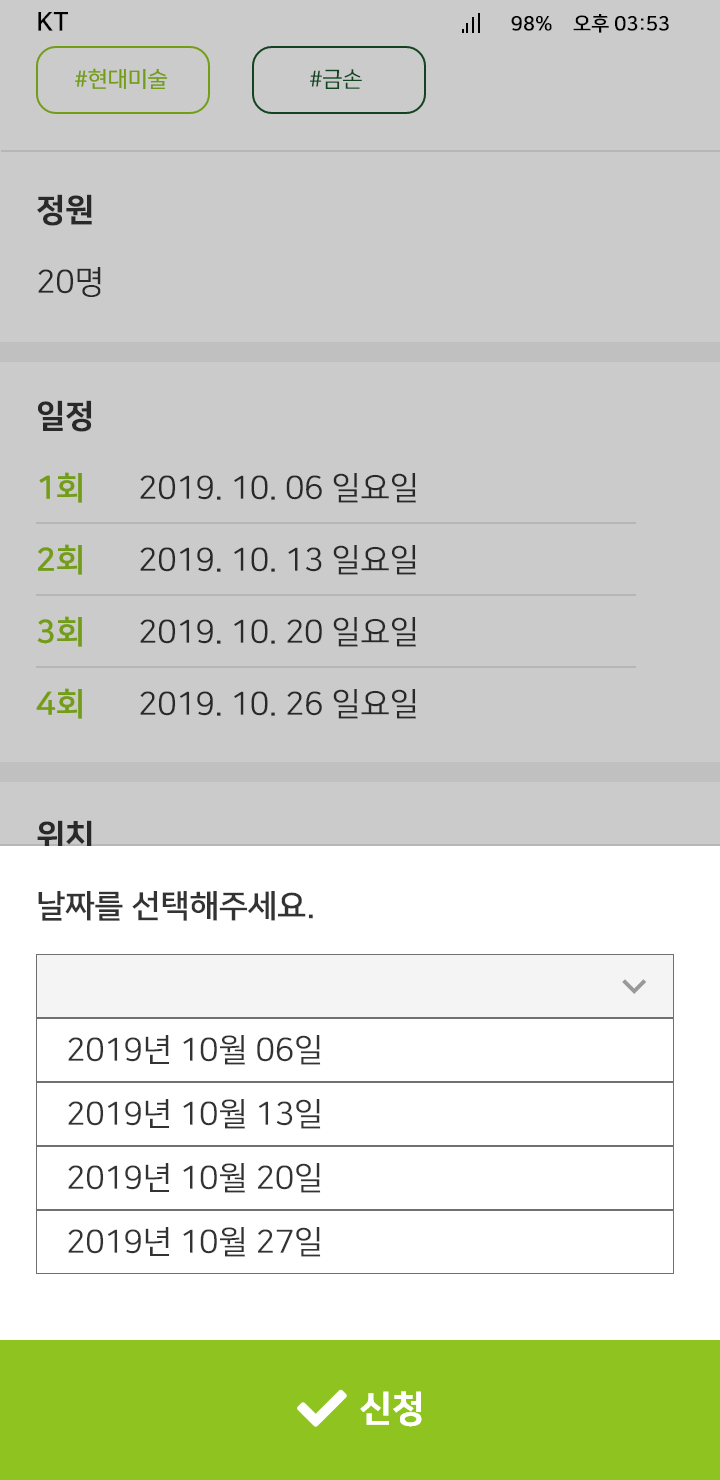 KT 98% 오후 03:53
#현대미술 #금손
정원
20명
일정
1회 2019. 10. 06 일요일
2회 2019. 10. 13 일요일
3회 2019. 10. 20 일요일
4회 2019. 10. 26 일요일
위치
날짜를 선택해주세요.
2019년 10월 06일
2019년 10월 13일
2019년 10월 20일
2019년 10월 27일
신청